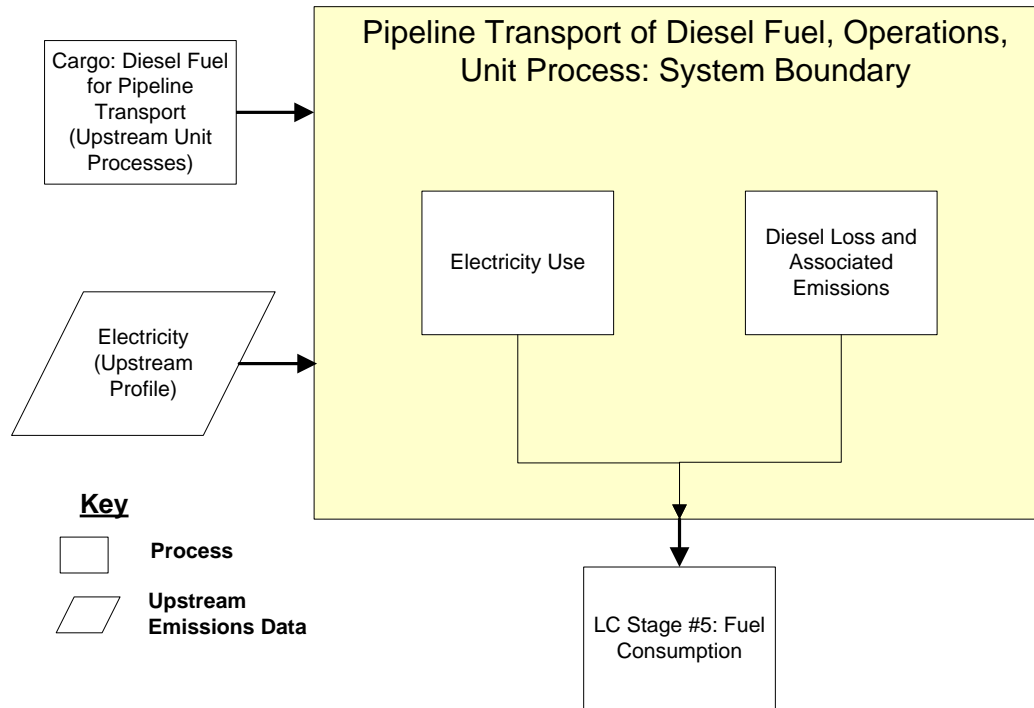 Pipeline Transport of Diesel Fuel, Operations,
Unit Process: System Boundary
Cargo: Diesel Fuel
for Pipeline
Transport
(Upstream Unit
Processes)
Electricity Use
Diesel Loss and
Associated
Emissions
Electricity
(Upstream
Profile)
Key
Process
Upstream
Emissions Data
LC Stage #5: Fuel
Consumption